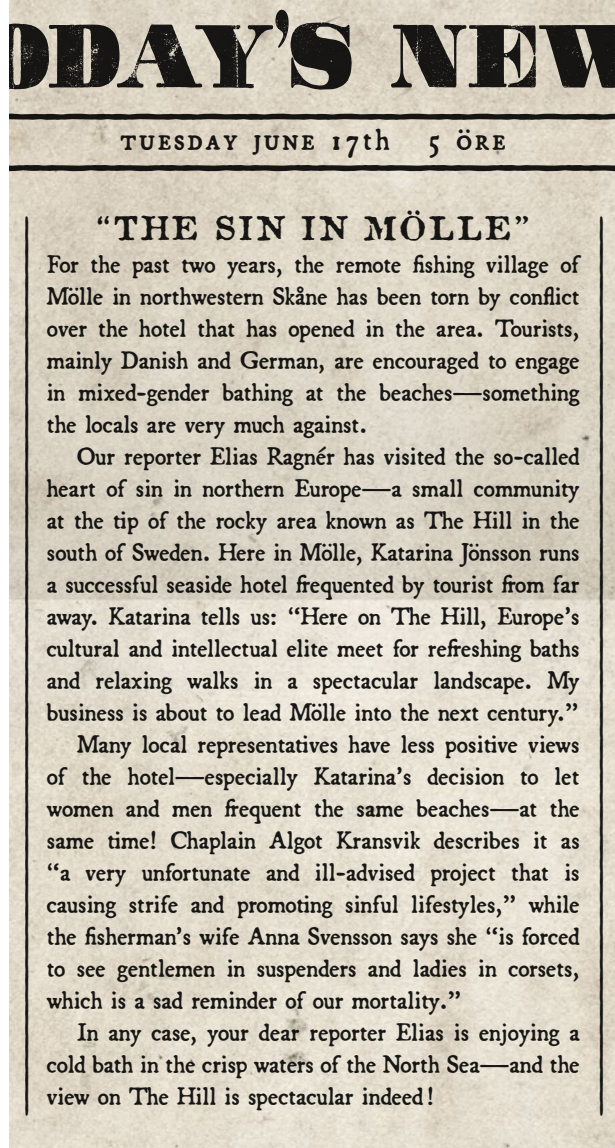 ODAY'S NEW
TUESDAY JUNE 17th 5 ÖRE
“THE SIN IN MÖLLE”
For the past two years, the remote fishing village of
Mölle in northwestern Skåne has been torn by conflict
over the hotel that has opened in the area. Tourists,
mainly Danish and German, are encouraged to engage
in mixed-gender bathing at the beaches—something
the locals are very much against.
Our reporter Elias Ragnér has visited the so-called
heart of sin in northern Europe—a small community
at the tip of the rocky area known as The Hill in the
south of Sweden. Here in Mölle, Katarina Jönsson runs
a successful seaside hotel frequented by tourist from far
away. Katarina tells us: “Here on The Hill, Europe’s
cultural and intellectual elite meet for refreshing baths
and relaxing walks in a spectacular landscape. My
business is about to lead Mölle into the next century.”
Many local representatives have less positive views
of the hotel—especially Katarina’s decision to let
women and men frequent the same beaches—at the
same time! Chaplain Algot Kransvik describes it as
“a very unfortunate and ill-advised project that is
causing strife and promoting sinful lifestyles,” while
the fisherman’s wife Anna Svensson says she “is forced
to see gentlemen in suspenders and ladies in corsets,
which is a sad reminder of our mortality.”
In any case, your dear reporter Elias is enjoying a
cold bath in the crisp waters of the North Sea—and the
view on The Hill is spectacular indeed!